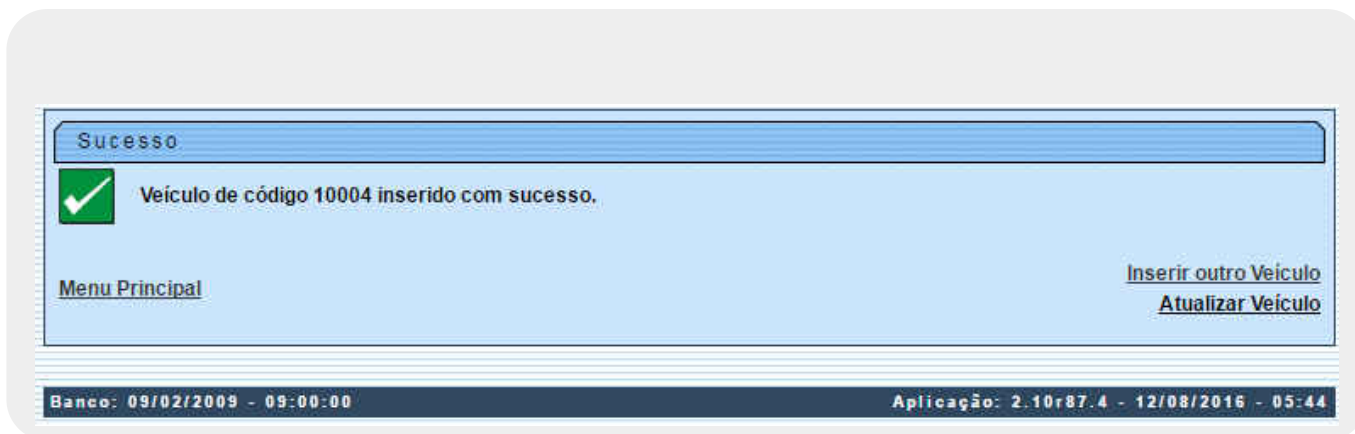 Sucesso
Veículo de código 10004 inserido com sucesso.
Inserir outro Veículo
Menu Principal
Atualizar Veículo
Banco: 09/02/2009 - 09:00:00 Aplicação: 2.10r87.4 - 12/08/2016 - 05:44